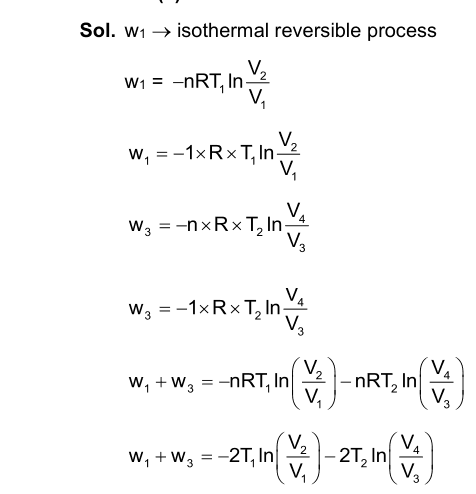 Sol. w₁ → isothermal reversible process
w₁ = –nRT₁ ln V₂/V₁
w₁ = –1×R×T₁ ln V₂/V₁
w₃ = –n×R×T₂ ln V₄/V₃
w₃ = –1×R×T₂ ln V₄/V₃
w₁ + w₃ = –nRT₁ ln(V₂/V₁) – nRT₂ ln(V₄/V₃)
w₁ + w₃ = –2T₁ ln(V₂/V₁) – 2T₂ ln(V₄/V₃)